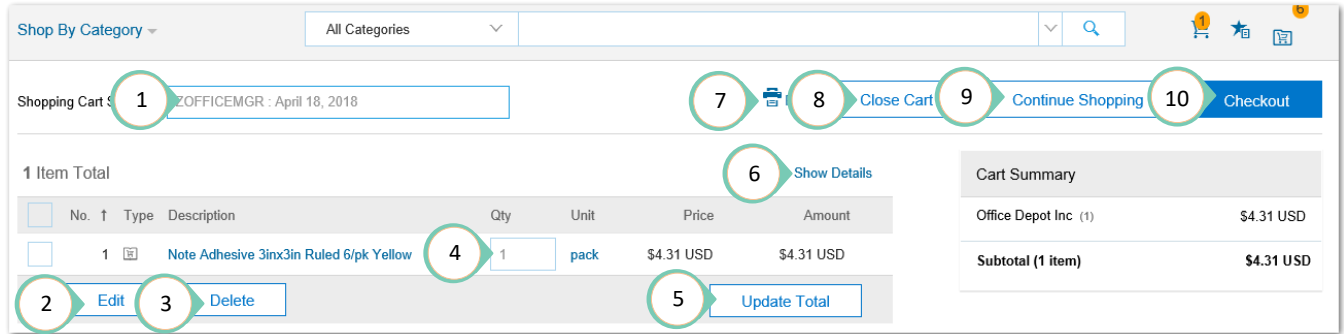 6
Shop By Category
All Categories
1
Shopping Cart
1
ZOFFICEMGR : April 18, 2018
7
8
Close Cart
9
Continue Shopping
10
Checkout
1 Item Total
6
Show Details
No. ↑ Type Description Qty Unit Price Amount
1 Note Adhesive 3inx3in Ruled 6/pk Yellow
4
1 pack $4.31 USD $4.31 USD
2
Edit
3
Delete
5
Update Total
Cart Summary
Office Depot Inc (1) $4.31 USD
Subtotal (1 item) $4.31 USD